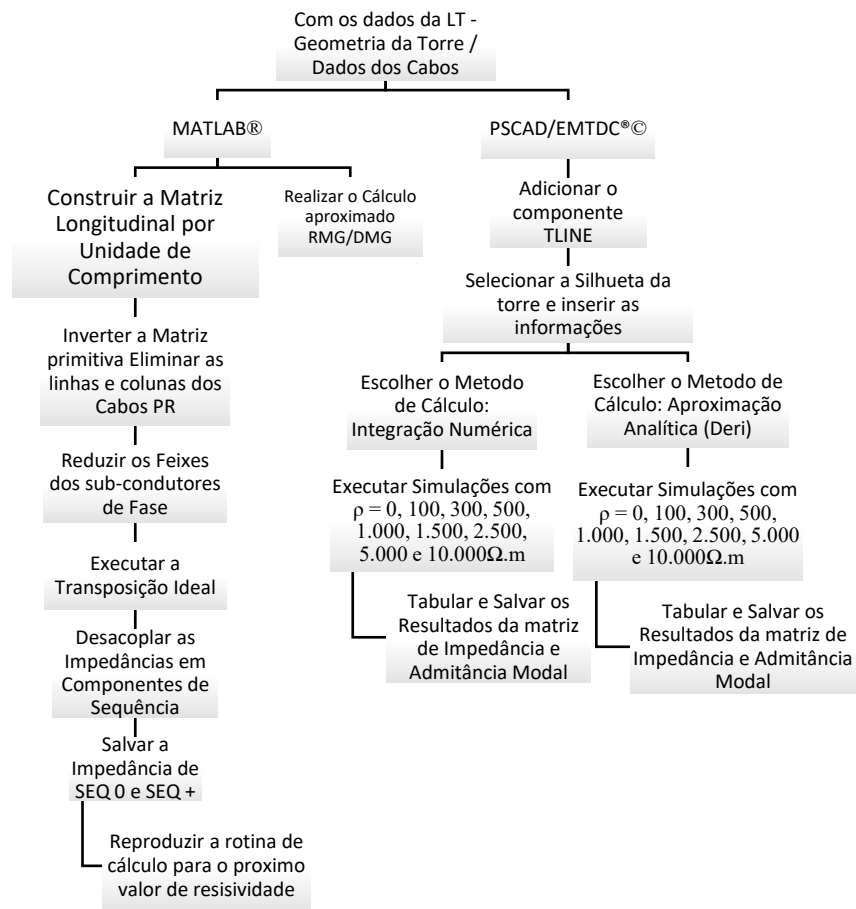 Com os dados da LT -
Geometria da Torre /
Dados dos Cabos
MATLAB®
PSCAD/EMTDC®©
Construir a Matriz
Longitudinal por
Unidade de
Comprimento
Realizar o Cálculo
aproximado
RMG/DMG
Adicionar o
componente
TLINE
Selecionar a Silhueta da
torre e inserir as
informações
Inverter a Matriz
primitiva Eliminar as
linhas e colunas dos
Cabos PR
Escolher o Metodo
de Cálculo:
Integração Numérica
Escolher o Metodo de
Cálculo: Aproximação
Analítica (Deri)
Reduzir os Feixes
dos sub-condutores
de Fase
Executar Simulações com
ρ = 0, 100, 300, 500,
1.000, 1.500, 2.500,
5.000 e 10.000Ω.m
Executar Simulações com
ρ = 0, 100, 300, 500,
1.000, 1.500, 2.500, 5.000
e 10.000Ω.m
Executar a
Transposição Ideal
Tabular e Salvar os
Resultados da matriz
de Impedância e
Admitância Modal
Tabular e Salvar os
Resultados da matriz de
Impedância e Admitância
Modal
Desacoplar as
Impedâncias em
Componentes de
Sequência
Salvar a
Impedância de
SEQ 0 e SEQ +
Reproduzir a rotina de
cálculo para o proximo
valor de resisividade